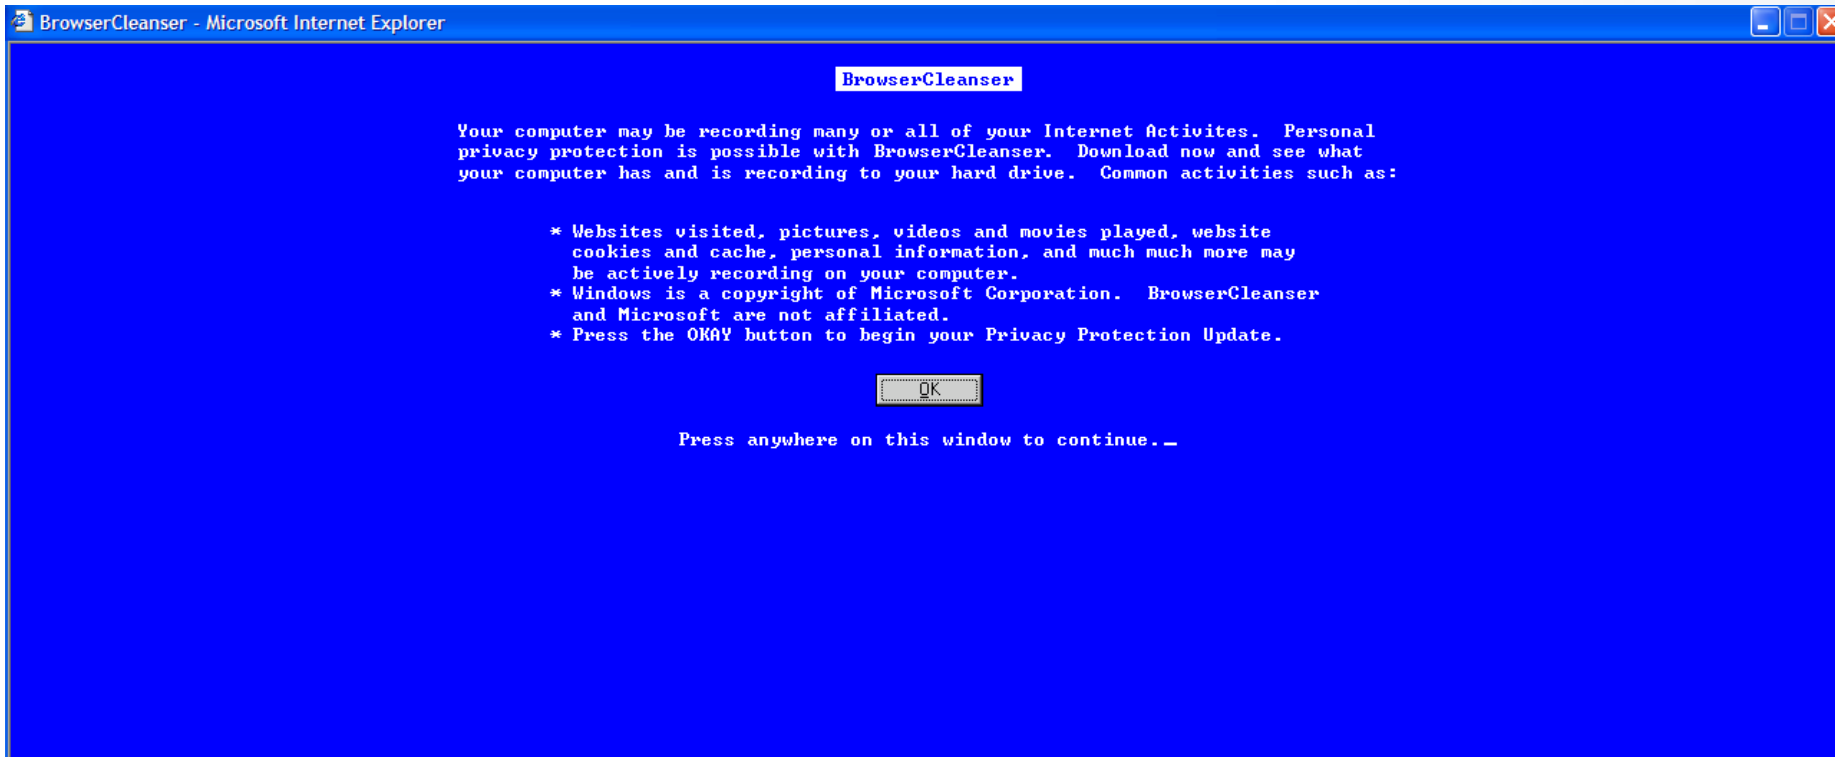 BrowserCleanser - Microsoft Internet Explorer
BrowserCleanser
Your computer may be recording many or all of your Internet Activites.  Personal
privacy protection is possible with BrowserCleanser.  Download now and see what
your computer has and is recording to your hard drive.  Common activities such as:
* Websites visited, pictures, videos and movies played, website
cookies and cache, personal information, and much much more may
be actively recording on your computer.
* Windows is a copyright of Microsoft Corporation.  BrowserCleanser
and Microsoft are not affiliated.
* Press the OKAY button to begin your Privacy Protection Update.
OK
Press anywhere on this window to continue._